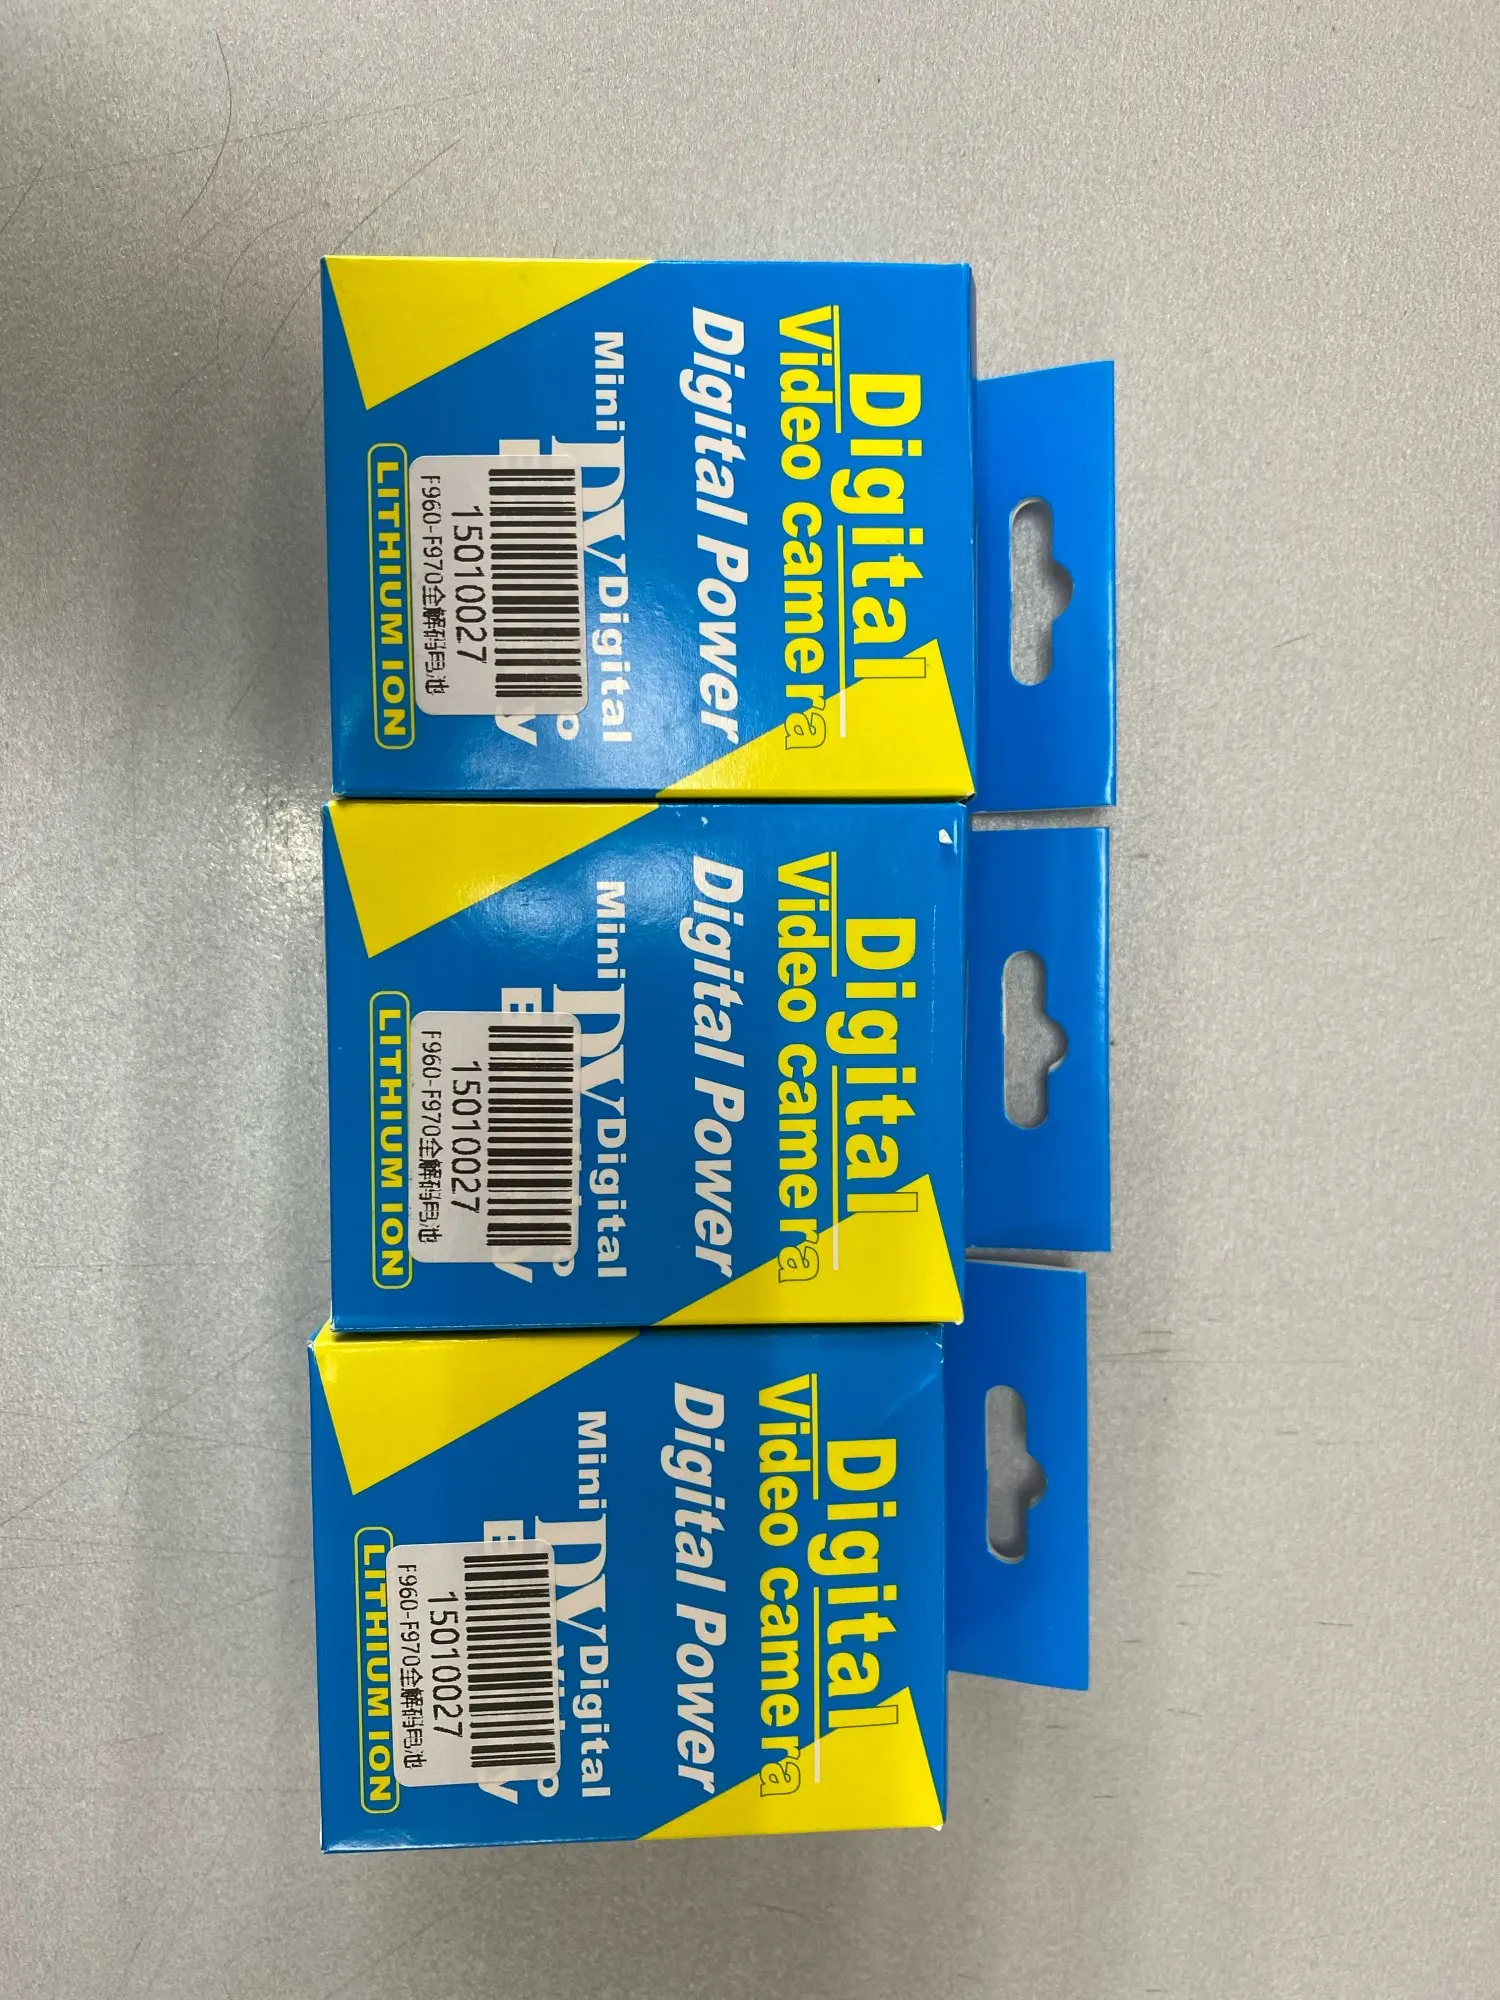 Digital
Video camera
Digital Power
Mini DV Digital
15010027
F960-F970全解码电池
LITHIUM ION
Digital
Video camera
Digital Power
Mini DV Digital
15010027
F960-F970全解码电池
LITHIUM ION
Digital
Video camera
Digital Power
Mini DV Digital
15010027
F960-F970全解码电池
LITHIUM ION